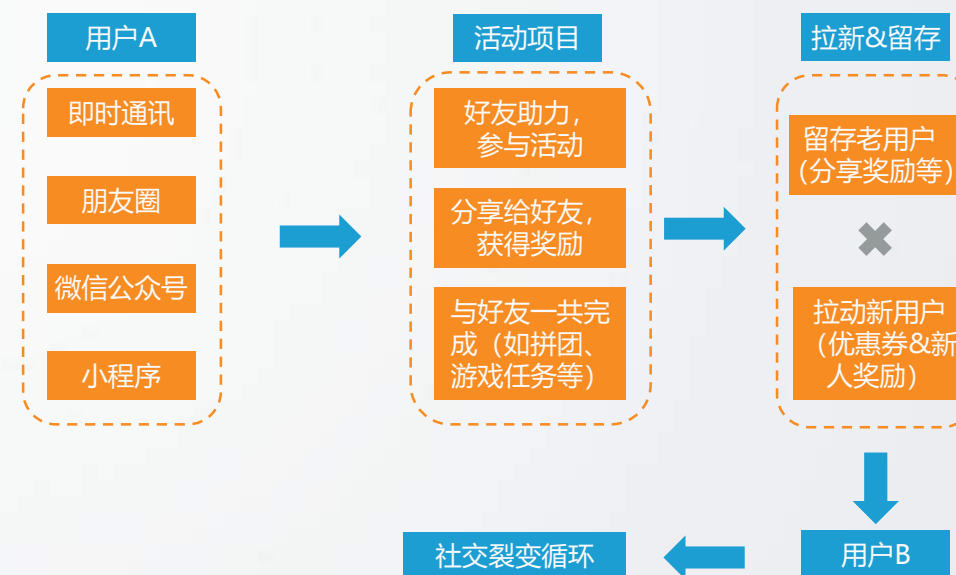 用户A
即时通讯
朋友圈
微信公众号
小程序
活动项目
好友助力，
参与活动
分享给好友，
获得奖励
与好友一共完
成（如拼团、
游戏任务等）
拉新&留存
留存老用户
（分享奖励等）
拉动新用户
（优惠券&新
人奖励）
用户B
社交裂变循环